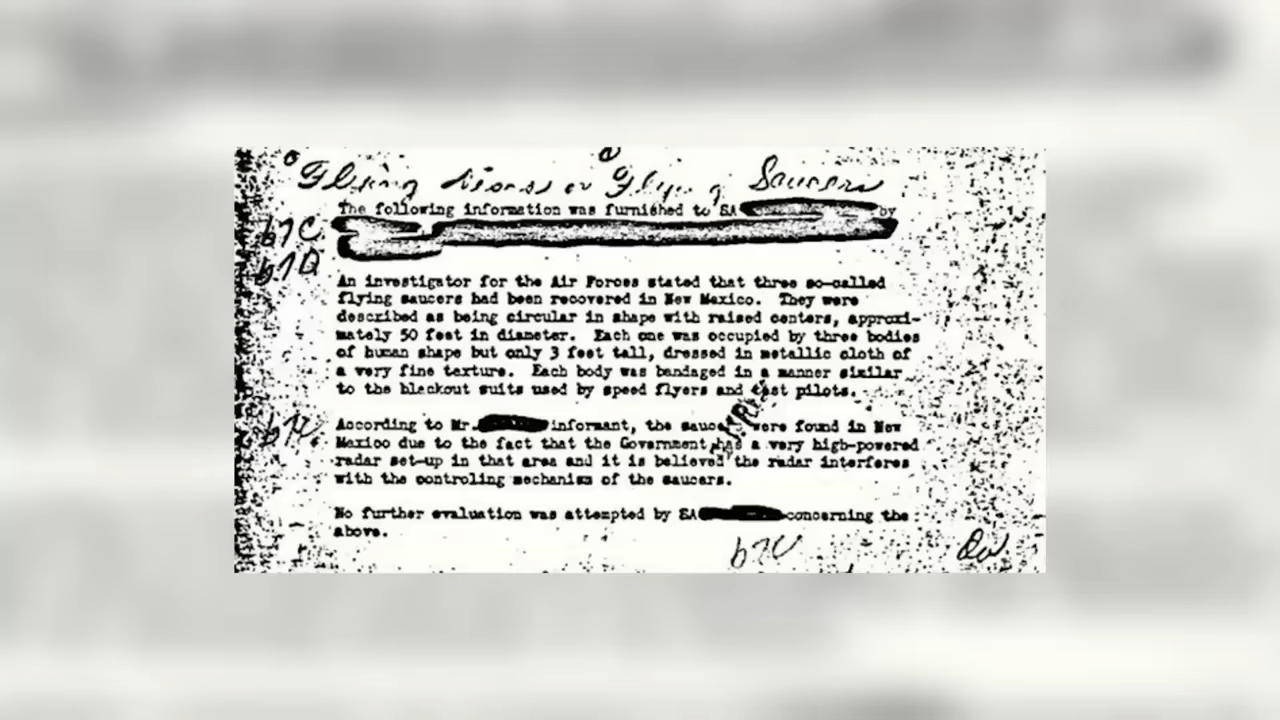 Flying Discs or Flying Saucers
The following information was furnished to SA by
b7C
b7D
An investigator for the Air Forces stated that three so-called
flying saucers had been recovered in New Mexico. They were
described as being circular in shape with raised centers, approxi-
mately 50 feet in diameter. Each one was occupied by three bodies
of human shape but only 3 feet tall, dressed in metallic cloth of
a very fine texture. Each body was bandaged in a manner similar
to the blackout suits used by speed flyers and test pilots.
According to Mr. informant, the saucers were found in New
Mexico due to the fact that the Government has a very high-powered
radar set-up in that area and it is believed the radar interferes
with the controling mechanism of the saucers.
No further evaluation was attempted by SA concerning the
above.
b7C